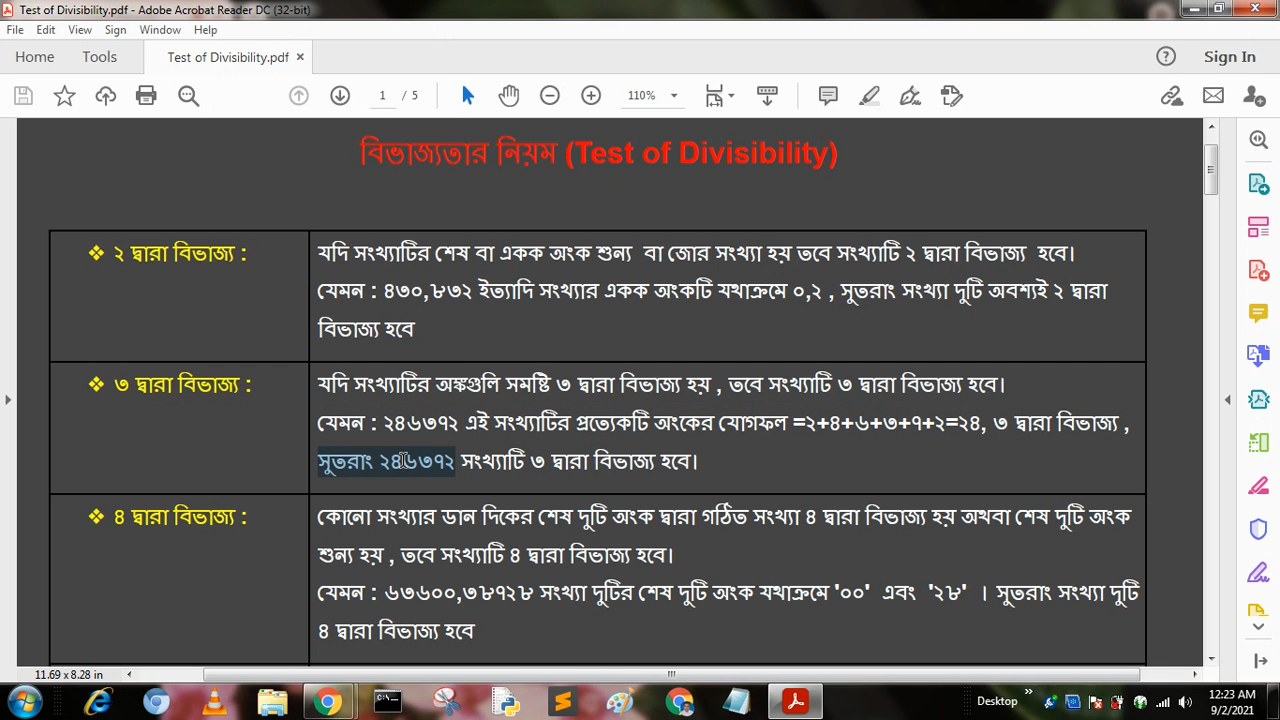 Test of Divisibility.pdf - Adobe Acrobat Reader DC (32-bit)
File Edit View Sign Window Help
Home Tools Test of Divisibility.pdf × Sign In
1 / 5 110%
বিভাজ্যতার নিয়ম (Test of Divisibility)
❖ ২ দ্বারা বিভাজ্য :
যদি সংখ্যাটির শেষ বা একক অংক শুন্য বা জোর সংখ্যা হয় তবে সংখ্যাটি ২ দ্বারা বিভাজ্য হবে।
যেমন : ৪৩০,৮৩২ ইত্যাদি সংখ্যার একক অংকটি যথাক্রমে ০,২ , সুতরাং সংখ্যা দুটি অবশ্যই ২ দ্বারা
বিভাজ্য হবে
❖ ৩ দ্বারা বিভাজ্য :
যদি সংখ্যাটির অঙ্কগুলি সমষ্টি ৩ দ্বারা বিভাজ্য হয় , তবে সংখ্যাটি ৩ দ্বারা বিভাজ্য হবে।
যেমন : ২৪৬৩৭২ এই সংখ্যাটির প্রত্যেকটি অংকের যোগফল =২+৪+৬+৩+৭+২=২৪, ৩ দ্বারা বিভাজ্য ,
সুতরাং ২৪৬৩৭২ সংখ্যাটি ৩ দ্বারা বিভাজ্য হবে।
❖ ৪ দ্বারা বিভাজ্য :
কোনো সংখ্যার ডান দিকের শেষ দুটি অংক দ্বারা গঠিত সংখ্যা ৪ দ্বারা বিভাজ্য হয় অথবা শেষ দুটি অংক
শুন্য হয় , তবে সংখ্যাটি ৪ দ্বারা বিভাজ্য হবে।
যেমন : ৬৩৬০০,৩৮৭২৮ সংখ্যা দুটির শেষ দুটি অংক যথাক্রমে '০০' এবং '২৮' । সুতরাং সংখ্যা দুটি
৪ দ্বারা বিভাজ্য হবে
11.69 x 8.28 in
Desktop » 12:23 AM
9/2/2021